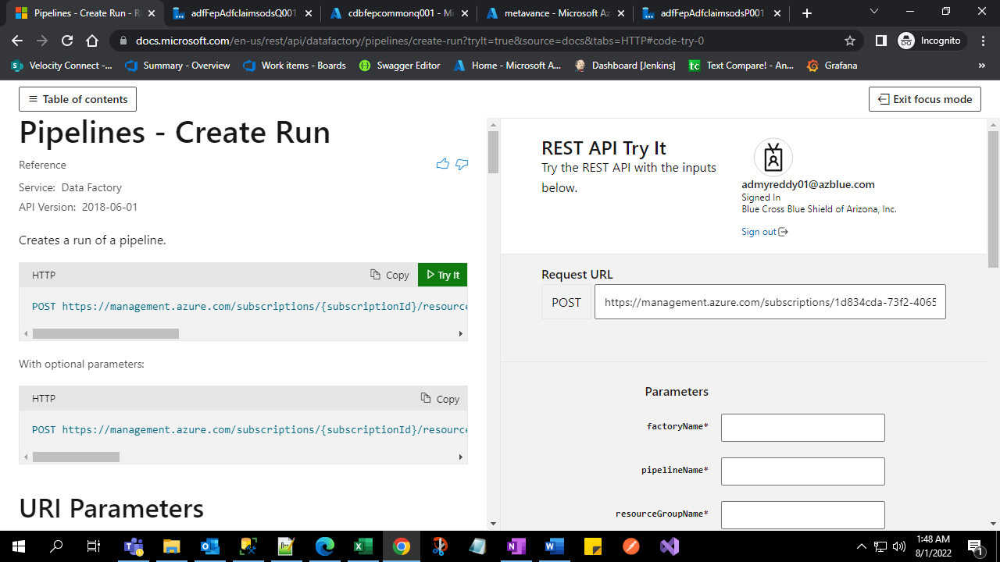 Pipelines - Create Run - R
adfFepAdfclaimsodsQ001
cdbfepcommonq001 - Mi
metavance - Microsoft Az
adfFepAdfclaimsodsP001
docs.microsoft.com/en-us/rest/api/datafactory/pipelines/create-run?tryIt=true&source=docs&tabs=HTTP#code-try-0
Incognito
Velocity Connect -...
Summary - Overview
Work items - Boards
Swagger Editor
Home - Microsoft A...
Dashboard [Jenkins]
Text Compare! - An...
Grafana
»
Table of contents
Exit focus mode
Pipelines - Create Run
Reference
Service: Data Factory
API Version: 2018-06-01
Creates a run of a pipeline.
HTTP
Copy
Try It
POST https://management.azure.com/subscriptions/{subscriptionId}/resource
With optional parameters:
HTTP
Copy
POST https://management.azure.com/subscriptions/{subscriptionId}/resource
URI Parameters
REST API Try It
Try the REST API with the inputs
below.
admyreddy01@azblue.com
Signed In
Blue Cross Blue Shield of Arizona, Inc.
Sign out
Request URL
POST
https://management.azure.com/subscriptions/1d834cda-73f2-4065
Parameters
factoryName*
pipelineName*
resourceGroupName*
1:48 AM
8/1/2022
1